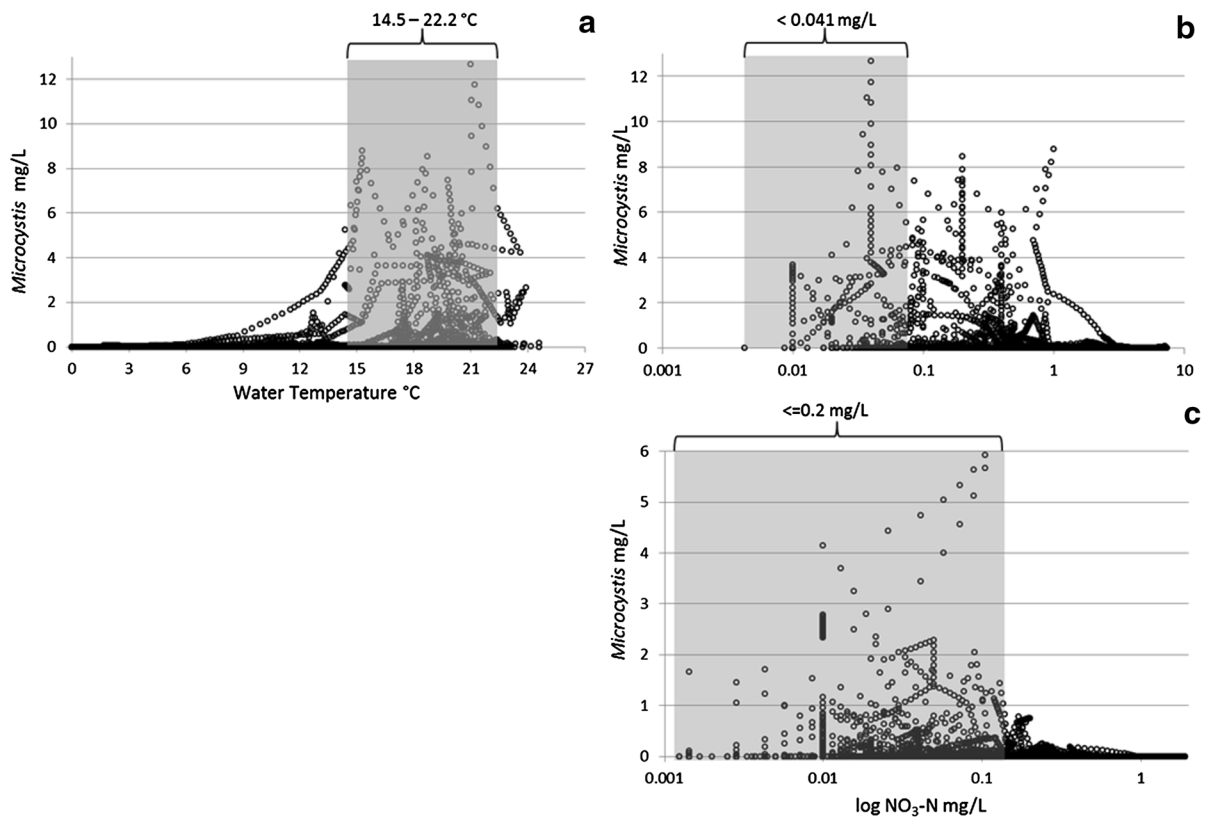 14.5 – 22.2 °C
a
12
10
8
6
4
2
0
Microcystis mg/L
0 3 6 9 12 15 18 21 24 27
Water Temperature °C
< 0.041 mg/L
b
12
10
8
6
4
2
0
Microcystis mg/L
0.001 0.01 0.1 1 10
<=0.2 mg/L
c
6
5
4
3
2
1
0
Microcystis mg/L
0.001 0.01 0.1 1
log NO₃-N mg/L